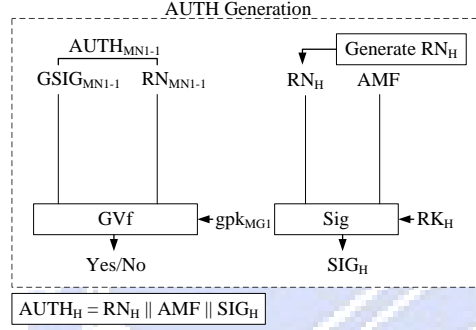 AUTH Generation
AUTH_MN1-1
Generate RN_H
GSIG_MN1-1 RN_MN1-1
RN_H AMF
GVf
gpk_MG1
Sig
RK_H
Yes/No
SIG_H
AUTH_H = RN_H || AMF || SIG_H